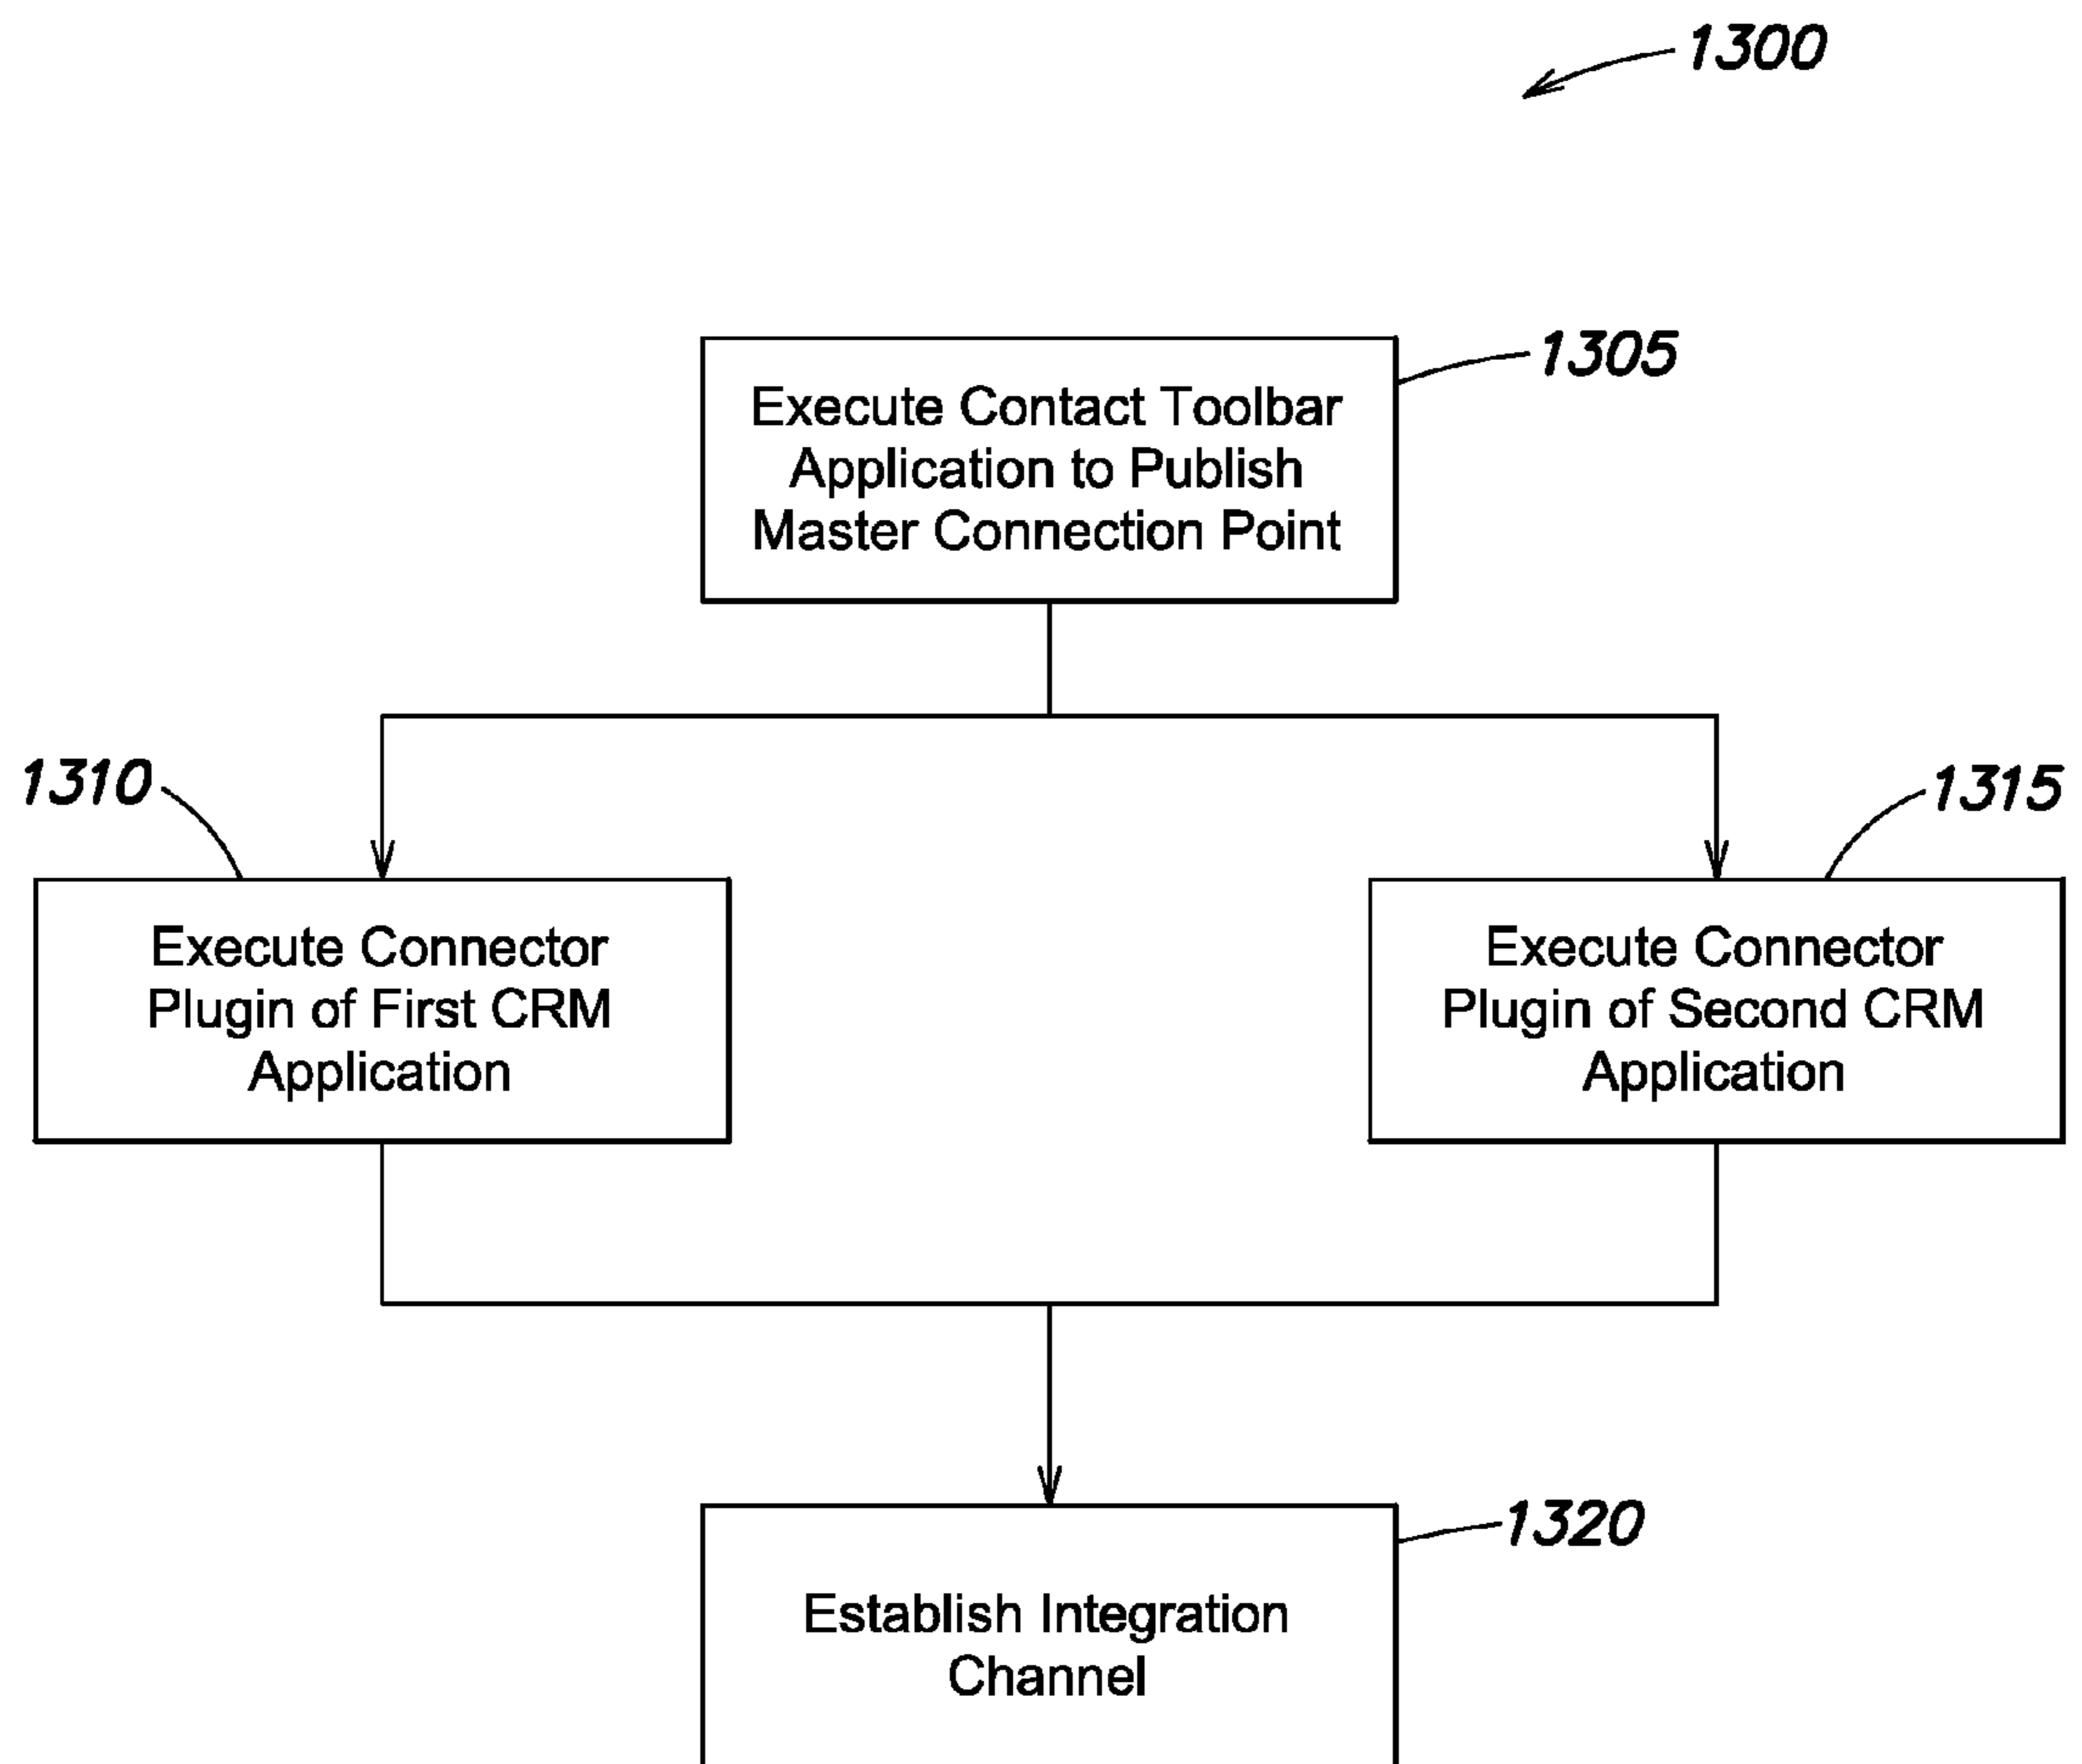 1300
1305
Execute Contact Toolbar
Application to Publish
Master Connection Point
1310
1315
Execute Connector
Plugin of First CRM
Application
Execute Connector
Plugin of Second CRM
Application
1320
Establish Integration
Channel